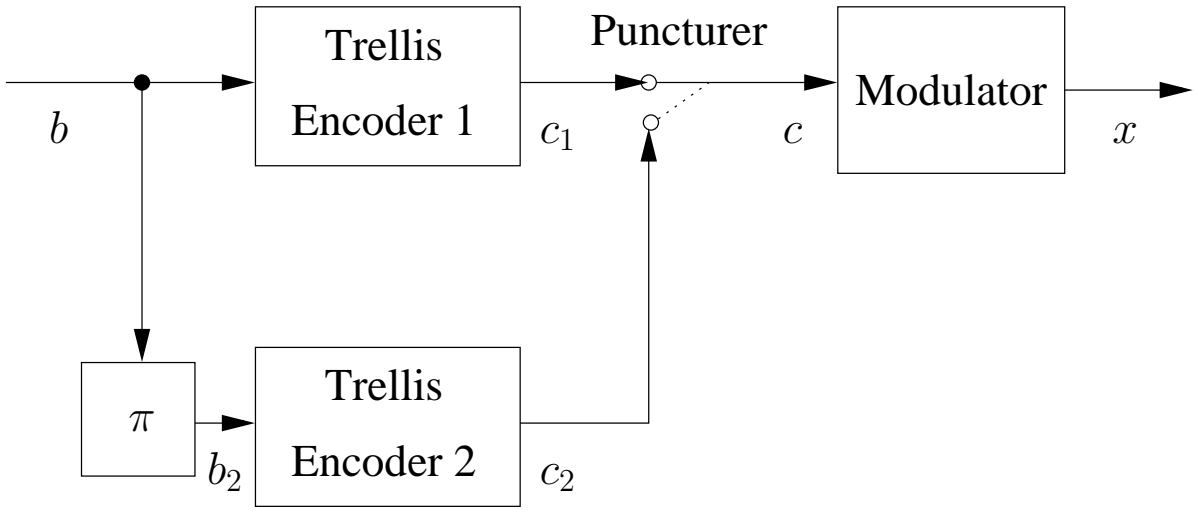 Puncturer
Trellis
Encoder 1
Modulator
b
c₁
c
x
π
Trellis
Encoder 2
b₂
c₂